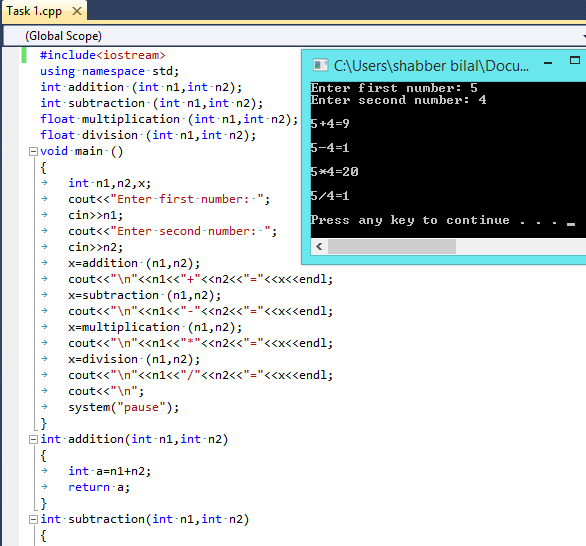 Task 1.cpp
(Global Scope)
#include<iostream>
using namespace std;
int addition (int n1,int n2);
int subtraction (int n1,int n2);
float multiplication (int n1,int n2);
float division (int n1,int n2);
void main ()
{
int n1,n2,x;
cout<<"Enter first number: ";
cin>>n1;
cout<<"Enter second number: ";
cin>>n2;
x=addition (n1,n2);
cout<<"\n"<<n1<<"+"<<n2<<"="<<x<<endl;
x=subtraction (n1,n2);
cout<<"\n"<<n1<<"-"<<n2<<"="<<x<<endl;
x=multiplication (n1,n2);
cout<<"\n"<<n1<<"*"<<n2<<"="<<x<<endl;
x=division (n1,n2);
cout<<"\n"<<n1<<"/"<<n2<<"="<<x<<endl;
cout<<"\n";
system("pause");
}
int addition(int n1,int n2)
{
int a=n1+n2;
return a;
}
int subtraction(int n1,int n2)
{
C:\Users\shabber bilal\Docu...
Enter first number: 5
Enter second number: 4
5+4=9
5-4=1
5*4=20
5/4=1
Press any key to continue . . . _